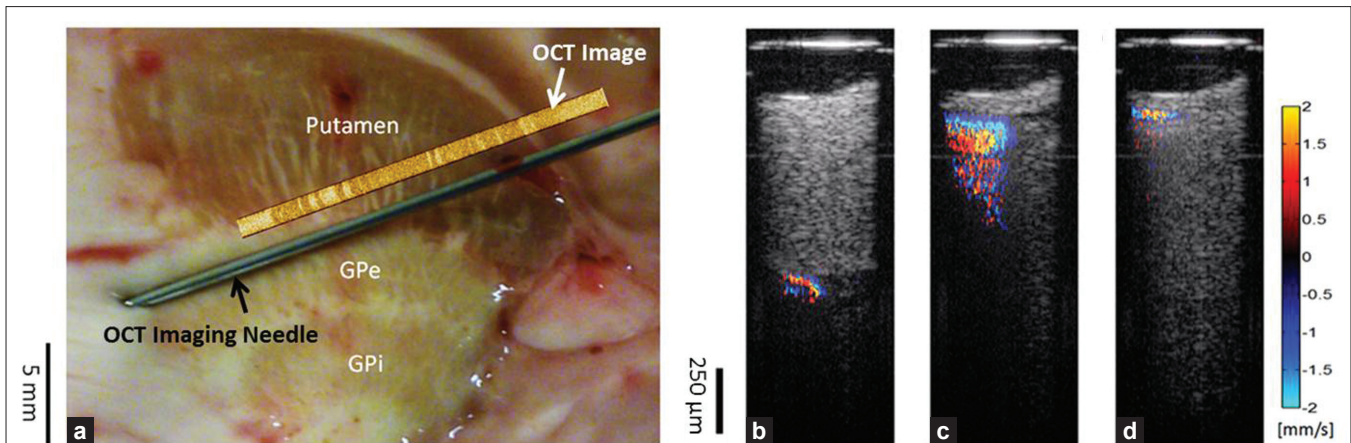 OCT Image
Putamen
GPe
OCT Imaging Needle
GPi
5 mm
a
250 µm
b
c
d
2
1.5
1
0.5
0
-0.5
-1
-1.5
-2
[mm/s]